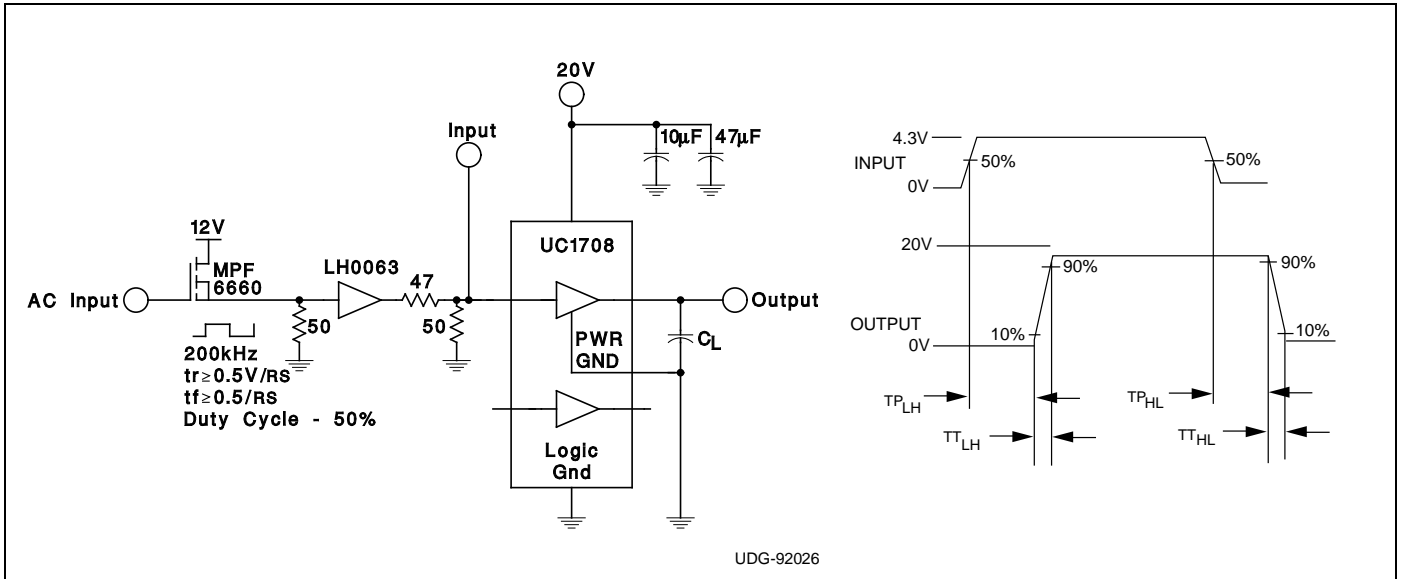 20V
10µF 47µF
Input
12V
MPF
6660
LH0063
47
AC Input
50
50
200kHz
tr≥0.5V/RS
tf≥0.5/RS
Duty Cycle - 50%
UC1708
PWR
GND
Logic
Gnd
Output
CL
4.3V
INPUT
50%
50%
0V
20V
90%
90%
OUTPUT
10%
10%
0V
TPLH
TPHL
TTLH
TTHL
UDG-92026